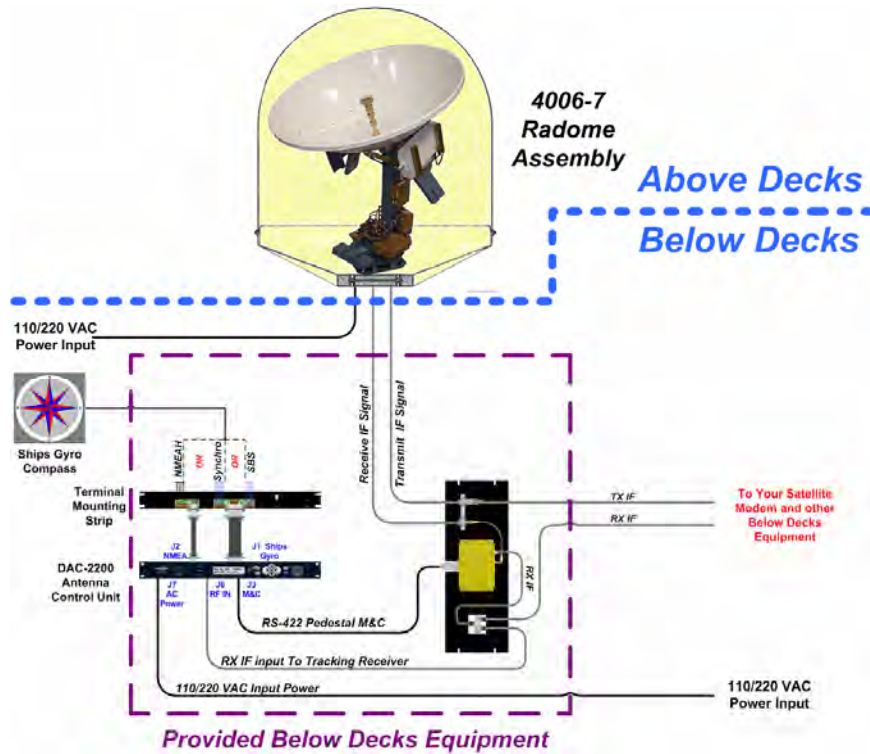 4006-7
Radome
Assembly
Above Decks
Below Decks
110/220 VAC
Power Input
Ships Gyro
Compass
NMEAH
OR
Synchro
OR
SBS
Receive IF Signal
Transmit IF Signal
Terminal
Mounting
Strip
TX IF
RX IF
To Your Satellite
Modem and other
Below Decks
Equipment
RX IF
J2
NMEA
J1 Ships
Gyro
DAC-2200
Antenna
Control Unit
J7
AC
Power
J6
RF IN
J3
M&C
RS-422 Pedestal M&C
RX IF input To Tracking Receiver
110/220 VAC Input Power
110/220 VAC
Power Input
Provided Below Decks Equipment